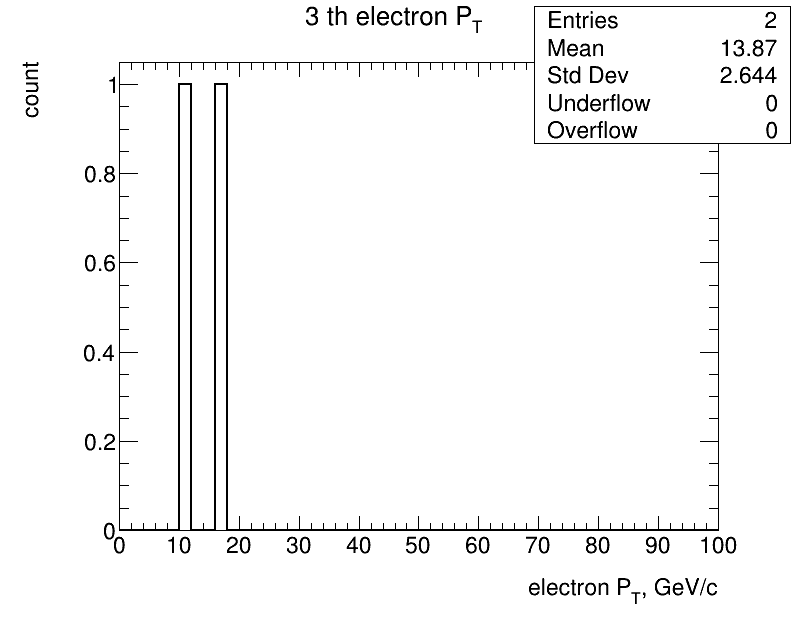 3 th electron PT
Entries 2
Mean 13.87
Std Dev 2.644
Underflow 0
Overflow 0
count
1
0.8
0.6
0.4
0.2
0
0 10 20 30 40 50 60 70 80 90 100
electron PT, GeV/c